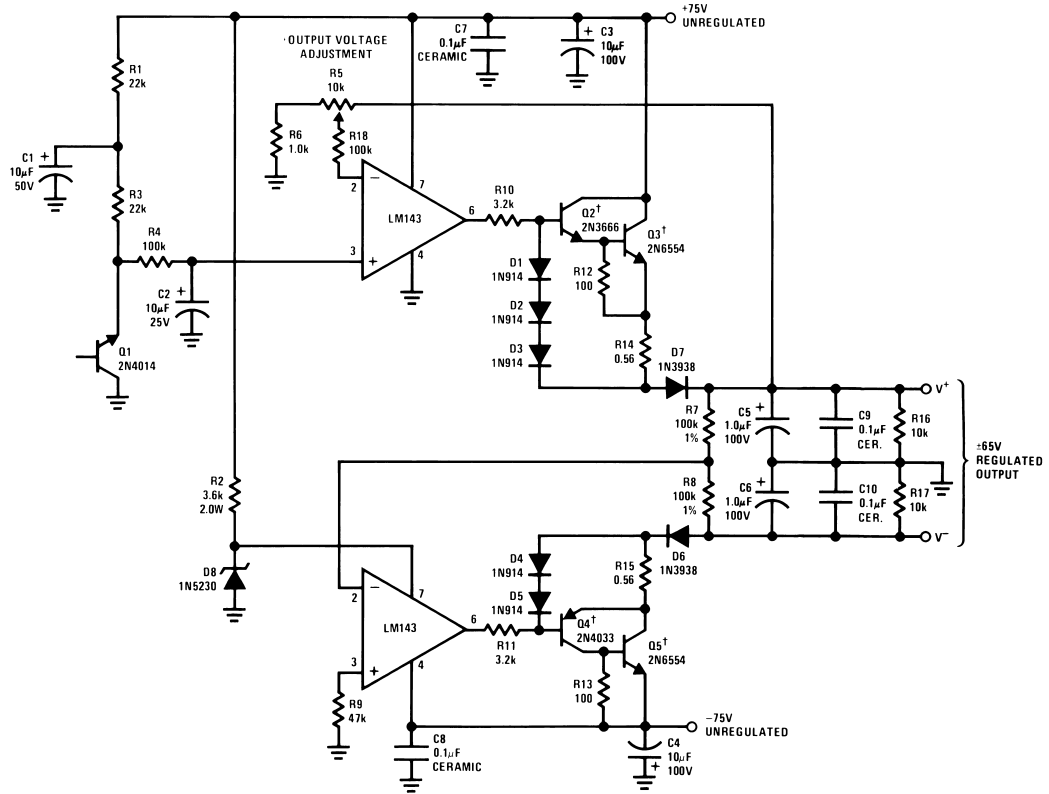 +75V
UNREGULATED
OUTPUT VOLTAGE
ADJUSTMENT
C7
0.1μF
CERAMIC
+ C3
10μF
100V
R1
22k
R5
10k
R6
1.0k
R18
100k
C1 +
10μF
50V
R3
22k
R4
100k
C2 +
10μF
25V
Q1
2N4014
2
−
7
LM143
6
3
+
4
R10
3.2k
Q2†
2N3666
Q3†
2N6554
D1
1N914
R12
100
D2
1N914
D3
1N914
R14
0.56
D7
1N3938
V+
R7
100k
1%
C5 +
1.0μF
100V
C9
0.1μF
CER.
R16
10k
±65V
REGULATED
OUTPUT
R8
100k
1%
C6 +
1.0μF
100V
C10
0.1μF
CER.
R17
10k
V−
R2
3.6k
2.0W
D8
1N5230
D6
1N3938
D4
1N914
R15
0.56
D5
1N914
2
−
7
LM143
6
3
+
4
R11
3.2k
Q4†
2N4033
Q5†
2N6554
R13
100
R9
47k
−75V
UNREGULATED
C8
0.1μF
CERAMIC
C4
10μF
+ 100V